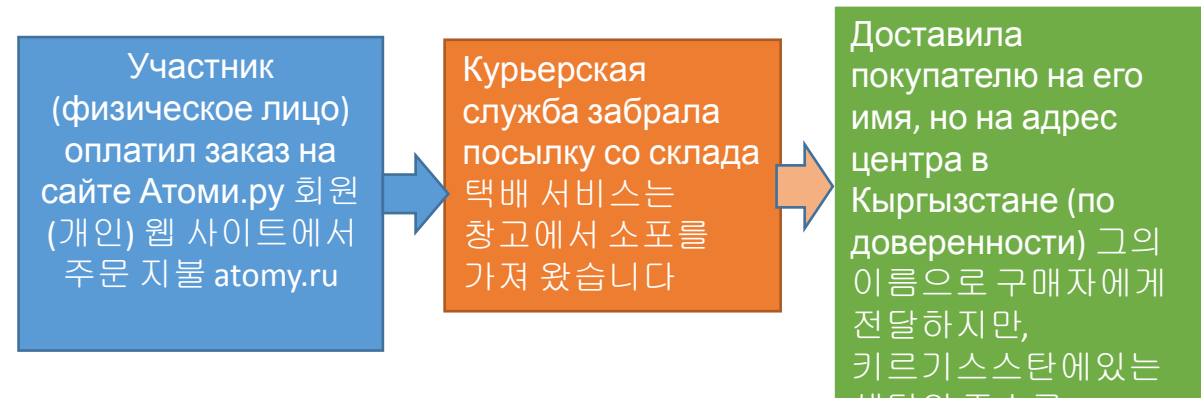 Участник
(физическое лицо)
оплатил заказ на
сайте Атоми.ру 회원
(개인) 웹 사이트에서
주문 지불 atomy.ru
Курьерская
служба забрала
посылку со склада
택배 서비스는
창고에서 소포를
가져 왔습니다
Доставила
покупателю на его
имя, но на адрес
центра в
Кыргызстане (по
доверенности) 그의
이름으로 구매자에게
전달하지만,
키르기스스탄에있는